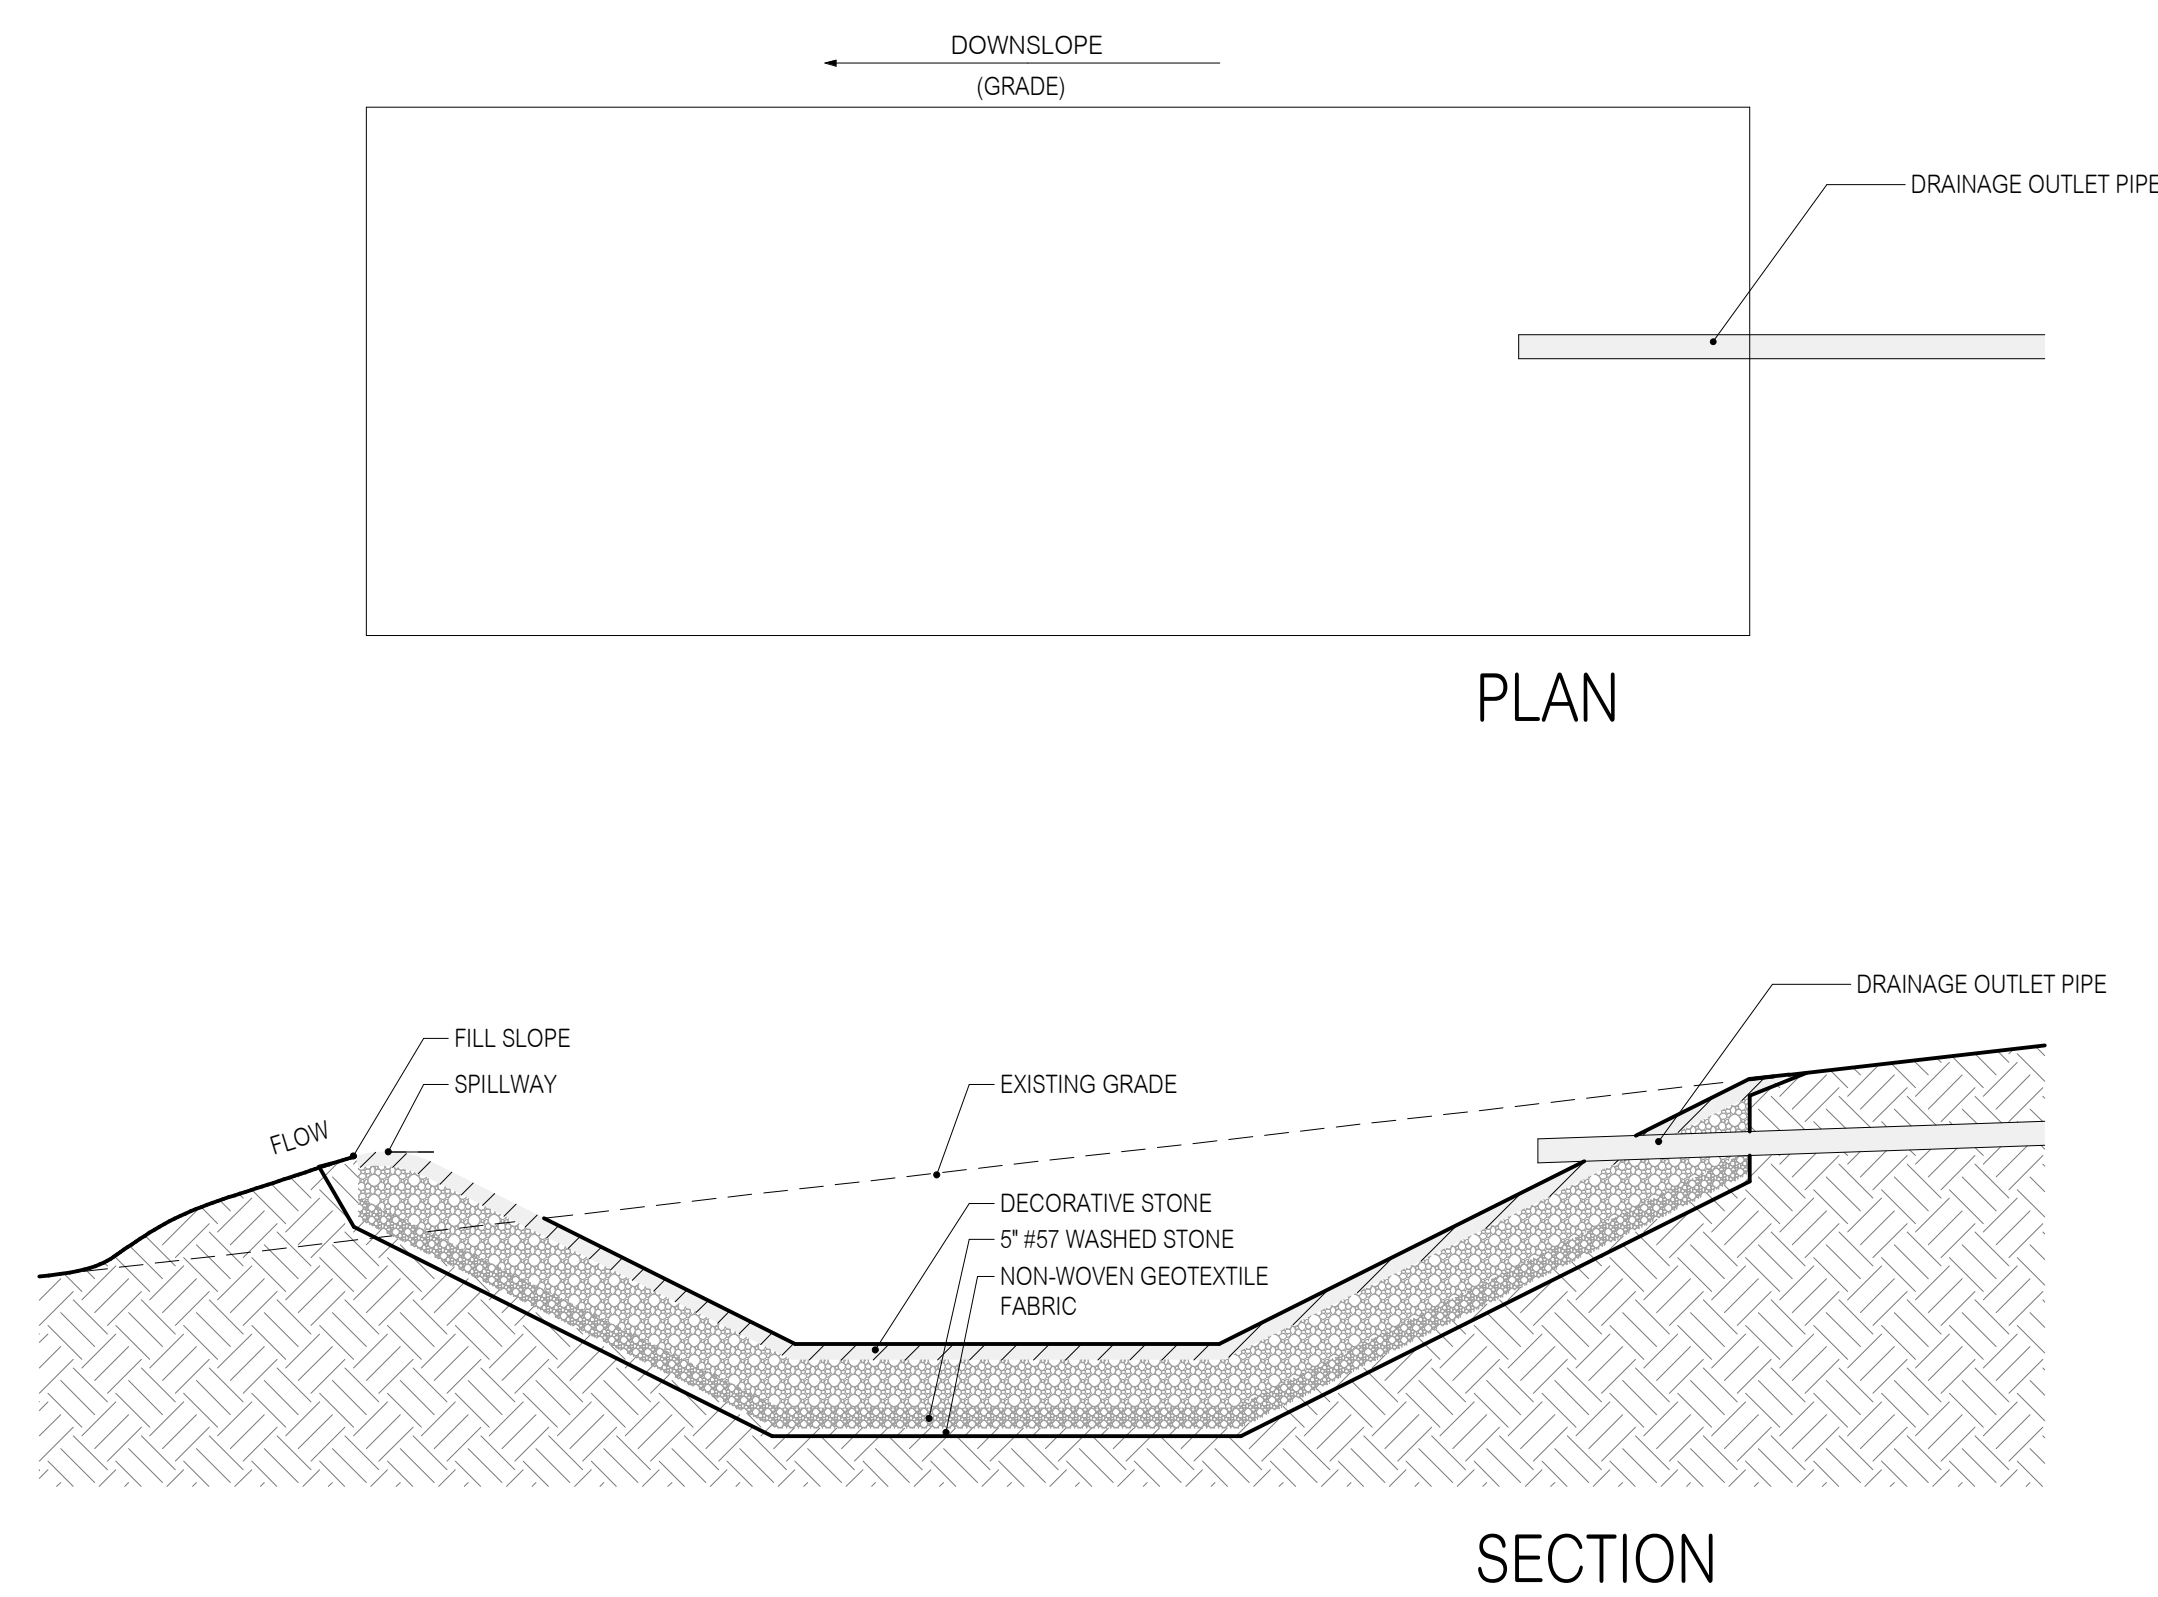 DOWNSLOPE
(GRADE)
DRAINAGE OUTLET PIPE
PLAN
DRAINAGE OUTLET PIPE
FILL SLOPE
SPILLWAY
EXISTING GRADE
FLOW
DECORATIVE STONE
5" #57 WASHED STONE
NON-WOVEN GEOTEXTILE
FABRIC
SECTION